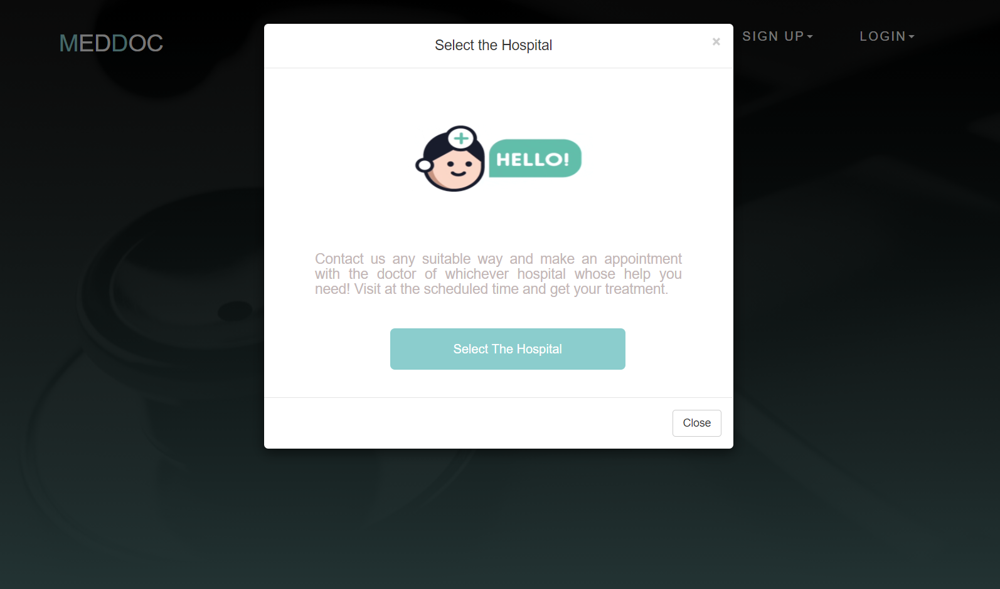 MEDDOC
SIGN UP
LOGIN
Select the Hospital
×
HELLO!
Contact us any suitable way and make an appointment
with the doctor of whichever hospital whose help you
need! Visit at the scheduled time and get your treatment.
Select The Hospital
Close